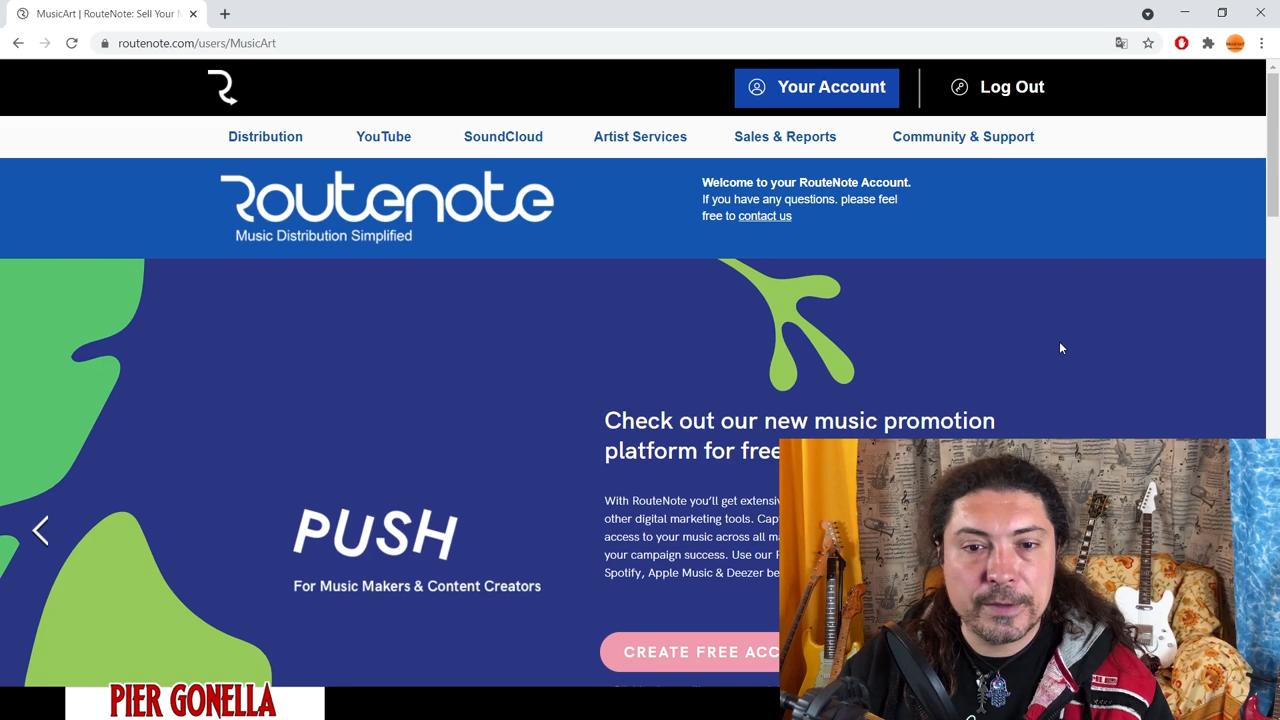 MusicArt | RouteNote: Sell Your M
routenote.com/users/MusicArt
Your Account
Log Out
Distribution
YouTube
SoundCloud
Artist Services
Sales & Reports
Community & Support
Routenote
Music Distribution Simplified
Welcome to your RouteNote Account.
If you have any questions. please feel
free to contact us
Check out our new music promotion
platform for free
With RouteNote you'll get extensiv
other digital marketing tools. Cap
access to your music across all ma
your campaign success. Use our
Spotify, Apple Music & Deezer be
PUSH
For Music Makers & Content Creators
CREATE FREE ACC
PIER GONELLA